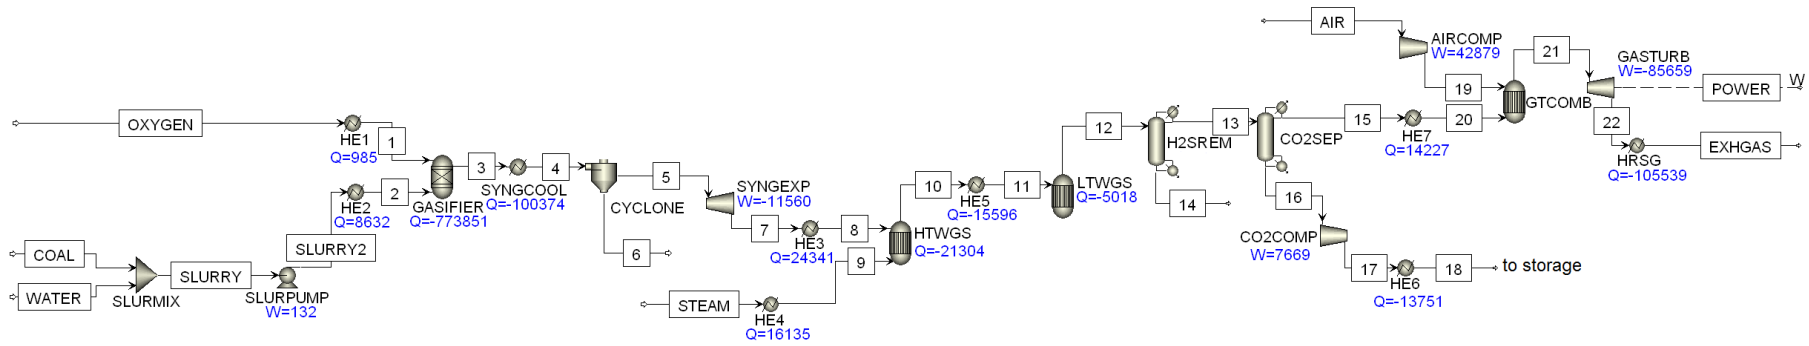 OXYGEN
HE1
Q=985
1
COAL
WATER
SLURMIX
SLURRY
SLURPUMP
W=132
SLURRY2
HE2
Q=8632
2
GASIFIER
Q=-773851
3
SYNGCOOL
Q=-100374
4
CYCLONE
5
6
SYNGEXP
W=-11560
7
HE3
Q=24341
8
STEAM
HE4
Q=16135
9
HTWGS
Q=-21304
10
HE5
Q=-15596
11
LTWGS
Q=-5018
12
H2SREM
13
14
CO2SEP
15
16
CO2COMP
W=7669
17
HE6
Q=-13751
18
to storage
HE7
Q=14227
20
AIR
AIRCOMP
W=42879
19
GTCOMB
21
GASTURB
W=-85659
POWER
W
22
HRSG
Q=-105539
EXHGAS